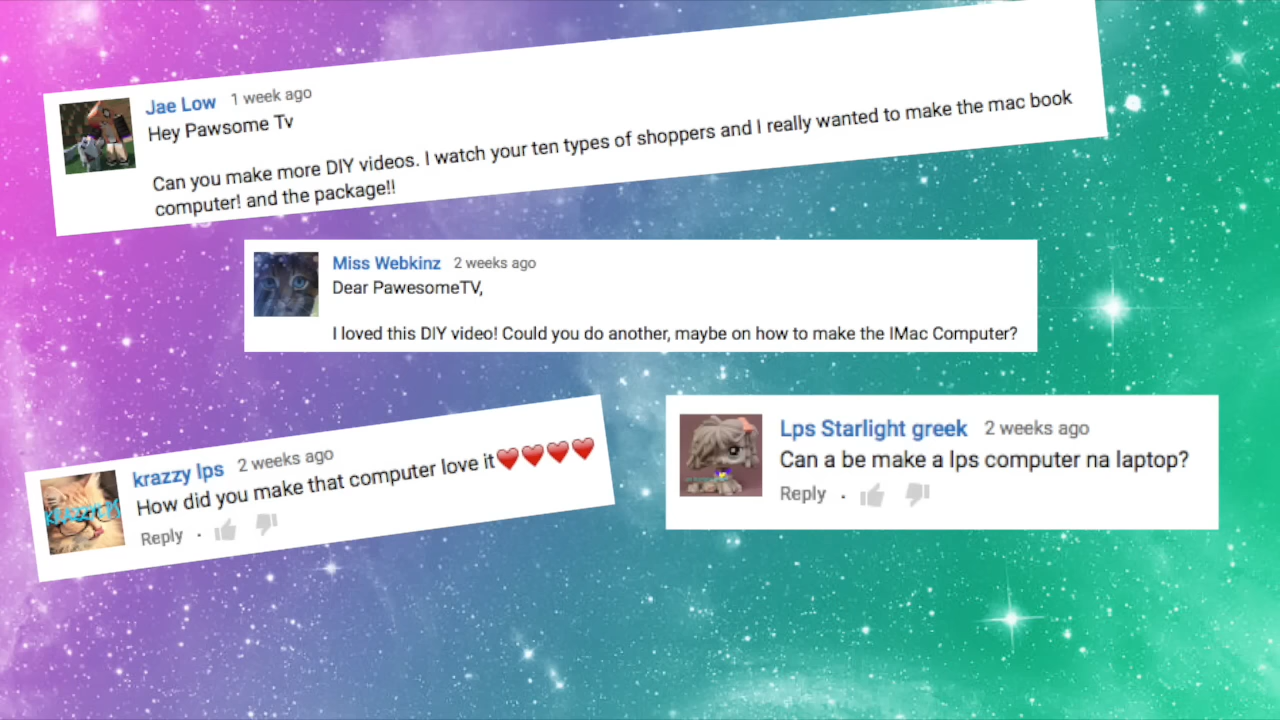 Jae Low 1 week ago
Hey Pawsome Tv
Can you make more DIY videos. I watch your ten types of shoppers and I really wanted to make the mac book
computer! and the package!!
Miss Webkinz 2 weeks ago
Dear PawesomeTV,
I loved this DIY video! Could you do another, maybe on how to make the IMac Computer?
krazzy lps 2 weeks ago
How did you make that computer love it❤️❤️❤️❤️
Reply ·
Lps Starlight greek 2 weeks ago
Can a be make a lps computer na laptop?
Reply ·